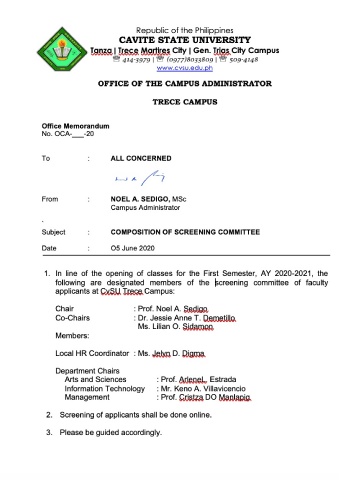 Republic of the Philippines
CAVITE STATE UNIVERSITY
Tanza | Trece Martires City | Gen. Trias City Campus
☏ 414-3979 | ☏ (0977)8033809 | ☏ 509-4148
www.cvsu.edu.ph
OFFICE OF THE CAMPUS ADMINISTRATOR
TRECE CAMPUS
Office Memorandum
No. OCA-___-20
To : ALL CONCERNED
From : NOEL A. SEDIGO, MSc
Campus Administrator
.
Subject : COMPOSITION OF SCREENING COMMITTEE
Date : O5 June 2020
1. In line of the opening of classes for the First Semester, AY 2020-2021, the
following are designated members of the screening committee of faculty
applicants at CvSU Trece Campus:
Chair : Prof. Noel A. Sedigo
Co-Chairs : Dr. Jessie Anne T. Demetillo
Ms. Lilian O. Sidamon
Members:
Local HR Coordinator : Ms. Jelyn D. Digma
Department Chairs
Arts and Sciences : Prof. ArleneL. Estrada
Information Technology : Mr. Keno A. Villavicencio
Management : Prof. Cristza DO Manlapig
2. Screening of applicants shall be done online.
3. Please be guided accordingly.